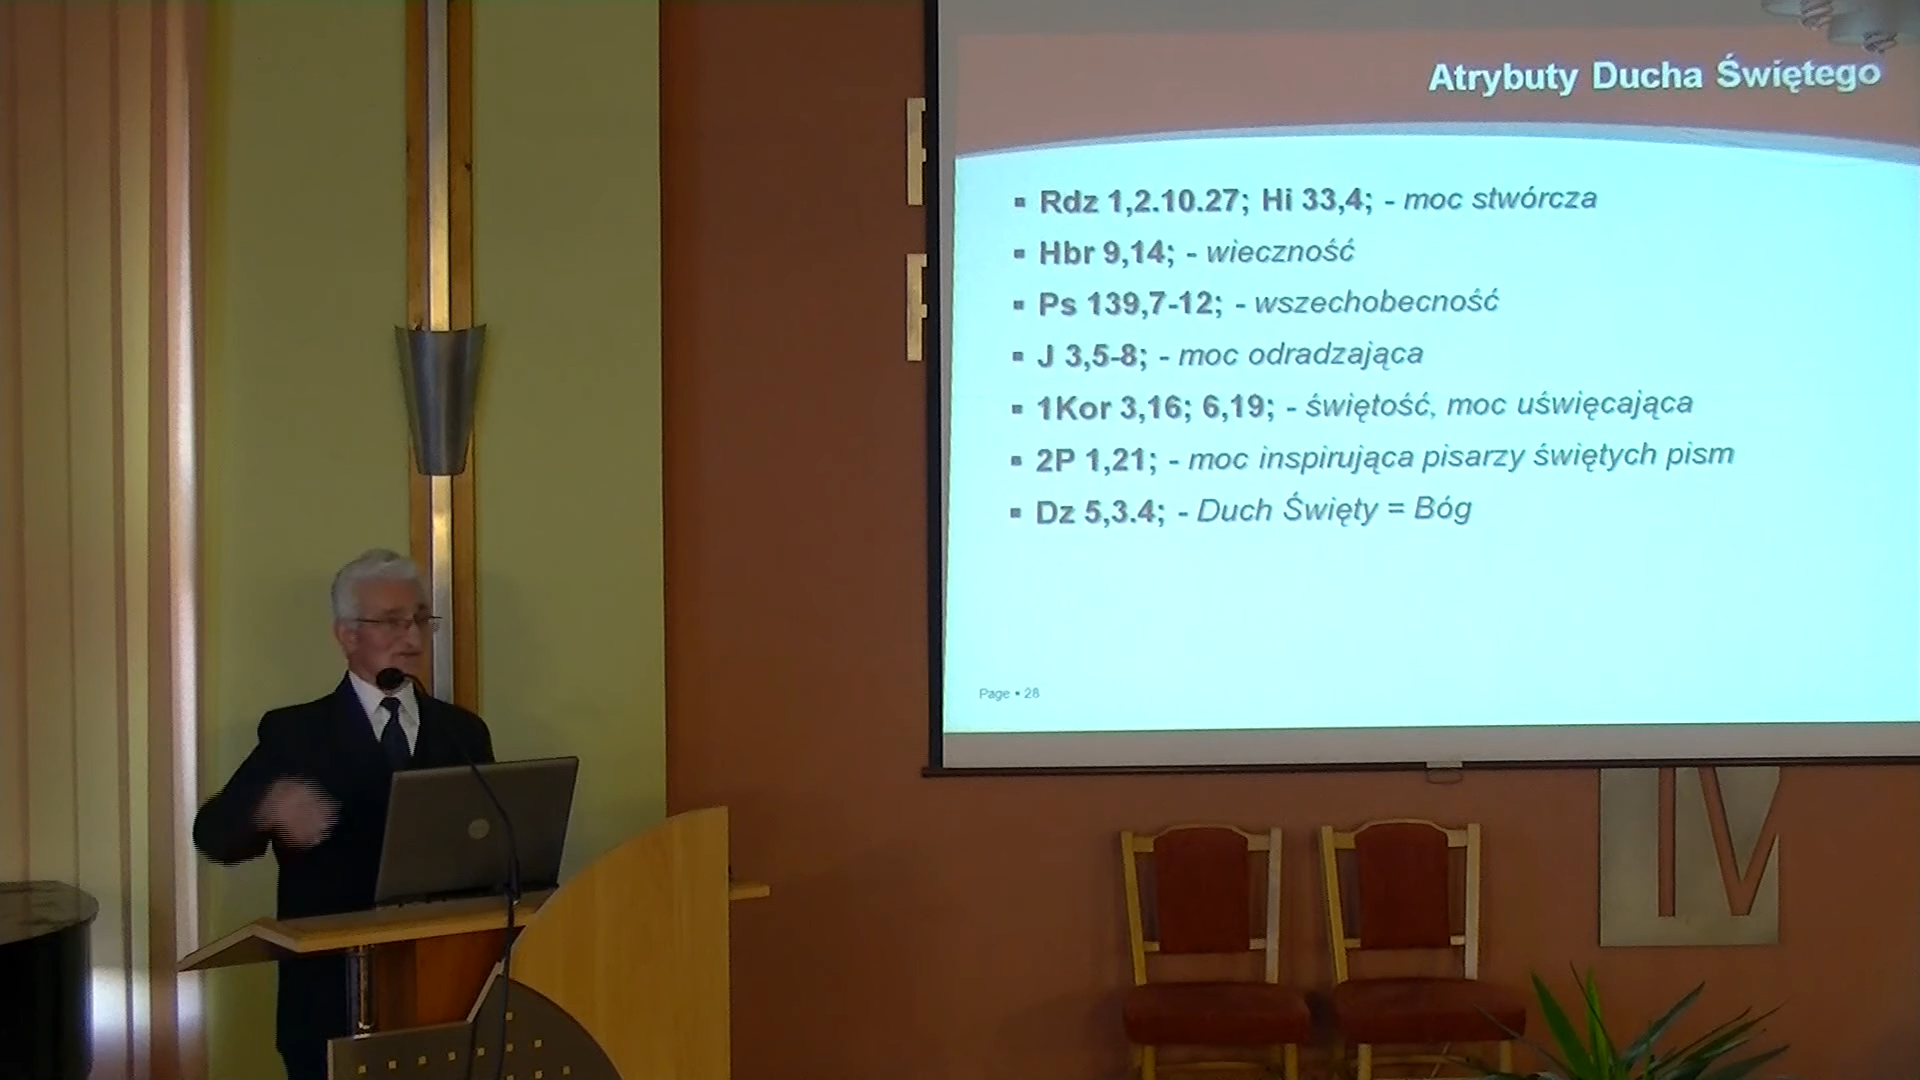 Atrybuty Ducha Świętego
▪ Rdz 1,2.10.27; Hi 33,4; - moc stwórcza
▪ Hbr 9,14; - wieczność
▪ Ps 139,7-12; - wszechobecność
▪ J 3,5-8; - moc odradzająca
▪ 1Kor 3,16; 6,19; - świętość, moc uświęcająca
▪ 2P 1,21; - moc inspirująca pisarzy świętych pism
▪ Dz 5,3.4; - Duch Święty = Bóg
Page ▪ 28
IV